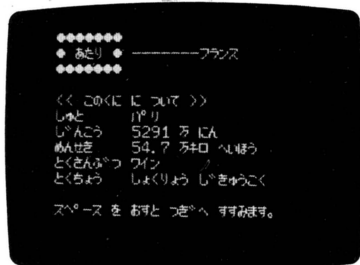 ●●●●●●●
● あたり ● ーーーーーーーフランス
●●●●●●●
<< このくに に ついて >>
しゅと パリ
じんこう 5291 万 にん
めんせき 54.7 万キロ へいほう
とくさんぶつ ワイン
とくちょう しょくりょう じきゅうこく
スペース を おすと つぎへ すすみます。